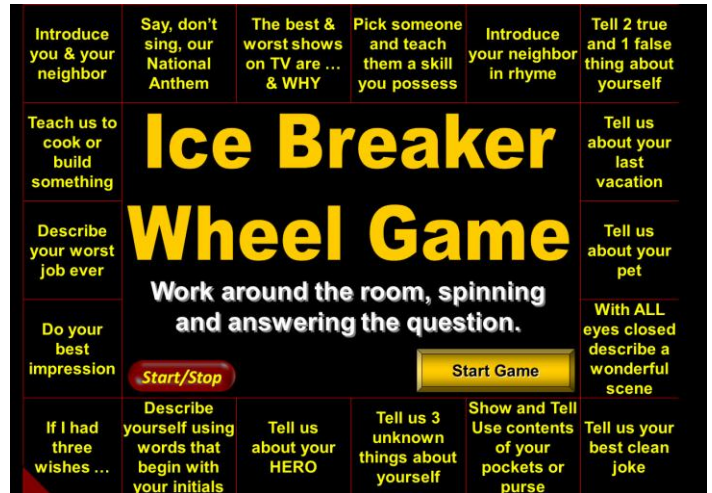 Introduce
you & your
neighbor
Say, don't
sing, our
National
Anthem
The best &
worst shows
on TV are ...
& WHY
Pick someone
and teach
them a skill
you possess
Introduce
your neighbor
in rhyme
Tell 2 true
and 1 false
thing about
yourself
Teach us to
cook or
build
something
Ice Breaker
Wheel Game
Tell us
about your
last
vacation
Describe
your worst
job ever
Tell us
about your
pet
Work around the room, spinning
and answering the question.
Do your
best
impression
With ALL
eyes closed
describe a
wonderful
scene
Start/Stop
Start Game
If I had
three
wishes ...
Describe
yourself using
words that
begin with
your initials
Tell us
about your
HERO
Tell us 3
unknown
things about
yourself
Show and Tell
Use contents
of your
pockets or
purse
Tell us your
best clean
joke